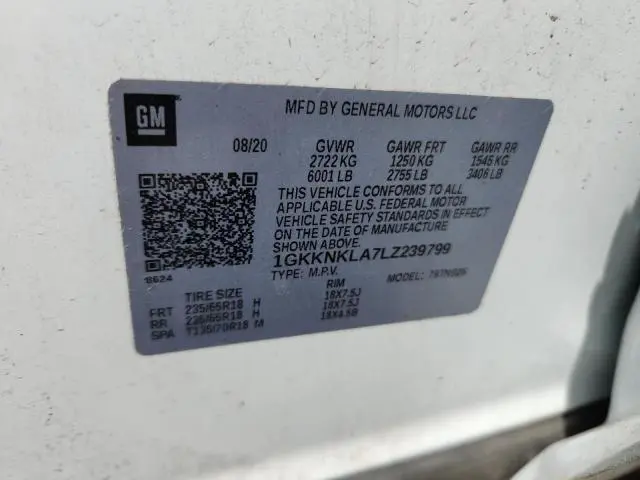 GM
MFD BY GENERAL MOTORS LLC
08/20 GVWR GAWR FRT GAWR RR
2722 KG 1250 KG 1545 KG
6001 LB 2755 LB 3406 LB
THIS VEHICLE CONFORMS TO ALL
APPLICABLE U.S. FEDERAL MOTOR
VEHICLE SAFETY STANDARDS IN EFFECT
ON THE DATE OF MANUFACTURE
SHOWN ABOVE.
1GKKNKLA7LZ239799
TYPE: M.P.V. MODEL:
18624
TIRE SIZE RIM
FRT 235/65R18 H 18X7.5J
RR 235/65R18 H 18X7.5J
SPA T135/70R18 M 18X4.5B